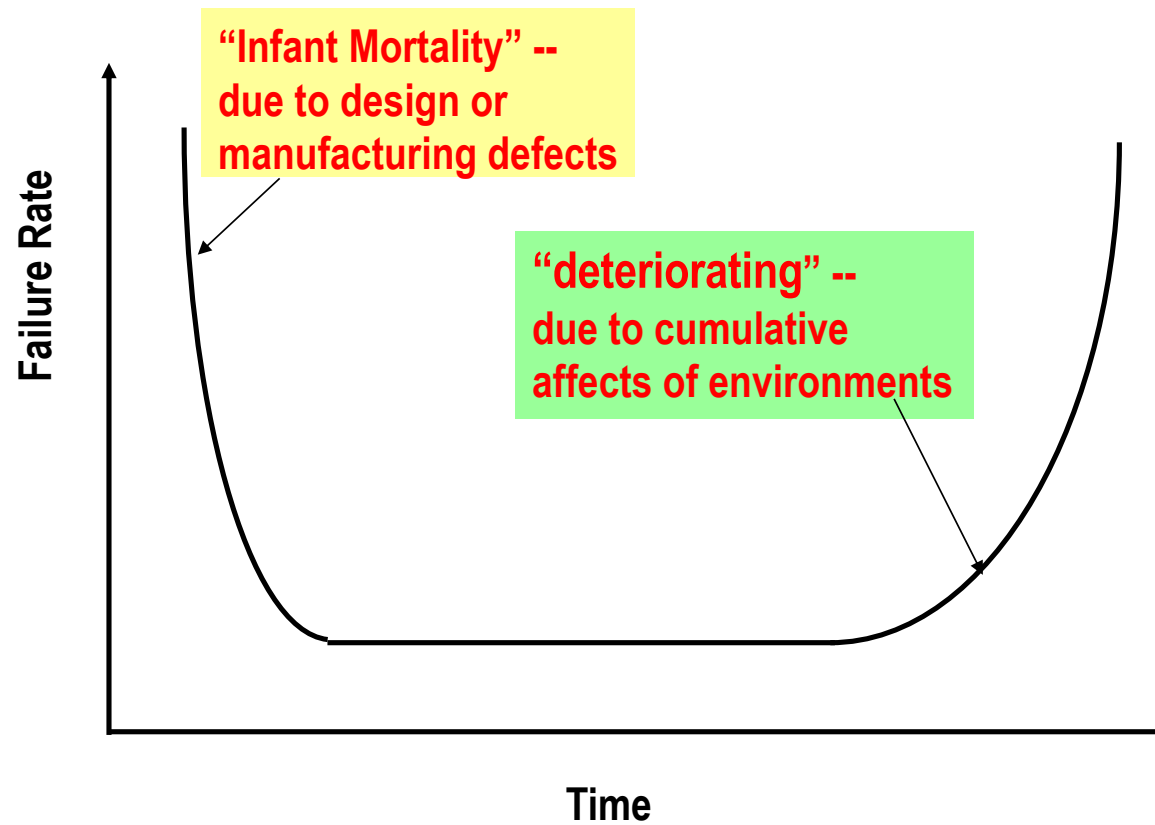 “Infant Mortality” --
due to design or
manufacturing defects
Failure Rate
“deteriorating” --
due to cumulative
affects of environments
Time